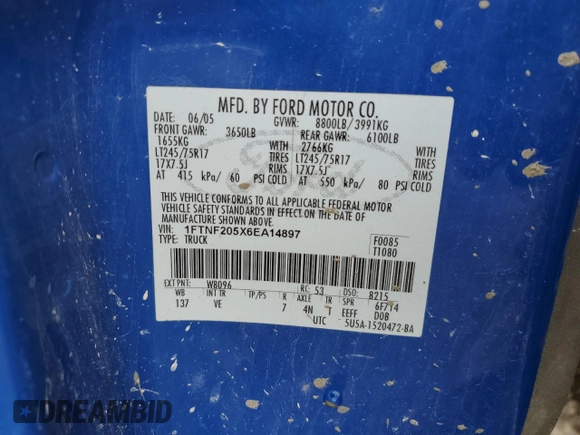 MFD. BY FORD MOTOR CO.
DATE: 06/05 GVWR: 8800LB/3991KG
FRONT GAWR: 3650LB REAR GAWR: 6100LB
1655KG WITH 2766KG WITH
LT245/75R17 TIRES LT245/75R17 TIRES
17X7.5J RIMS 17X7.5J RIMS
AT 415 kPa/ 60 PSI COLD AT 550 kPa/ 80 PSI COLD
THIS VEHICLE CONFORMS TO ALL APPLICABLE FEDERAL MOTOR
VEHICLE SAFETY STANDARDS IN EFFECT ON THE DATE OF
MANUFACTURE SHOWN ABOVE.
VIN: 1FTNF205X6EA14897 F0085
TYPE: TRUCK T1080
EXT PNT: W8096 RC: 53 DSO: 8215
WB INT TR TP/PS R AXLE TR SPR 6F7T4
137 VE 7 4N T EEFF DOB
UTC 5U5A-1520472-BA
DREAMBID